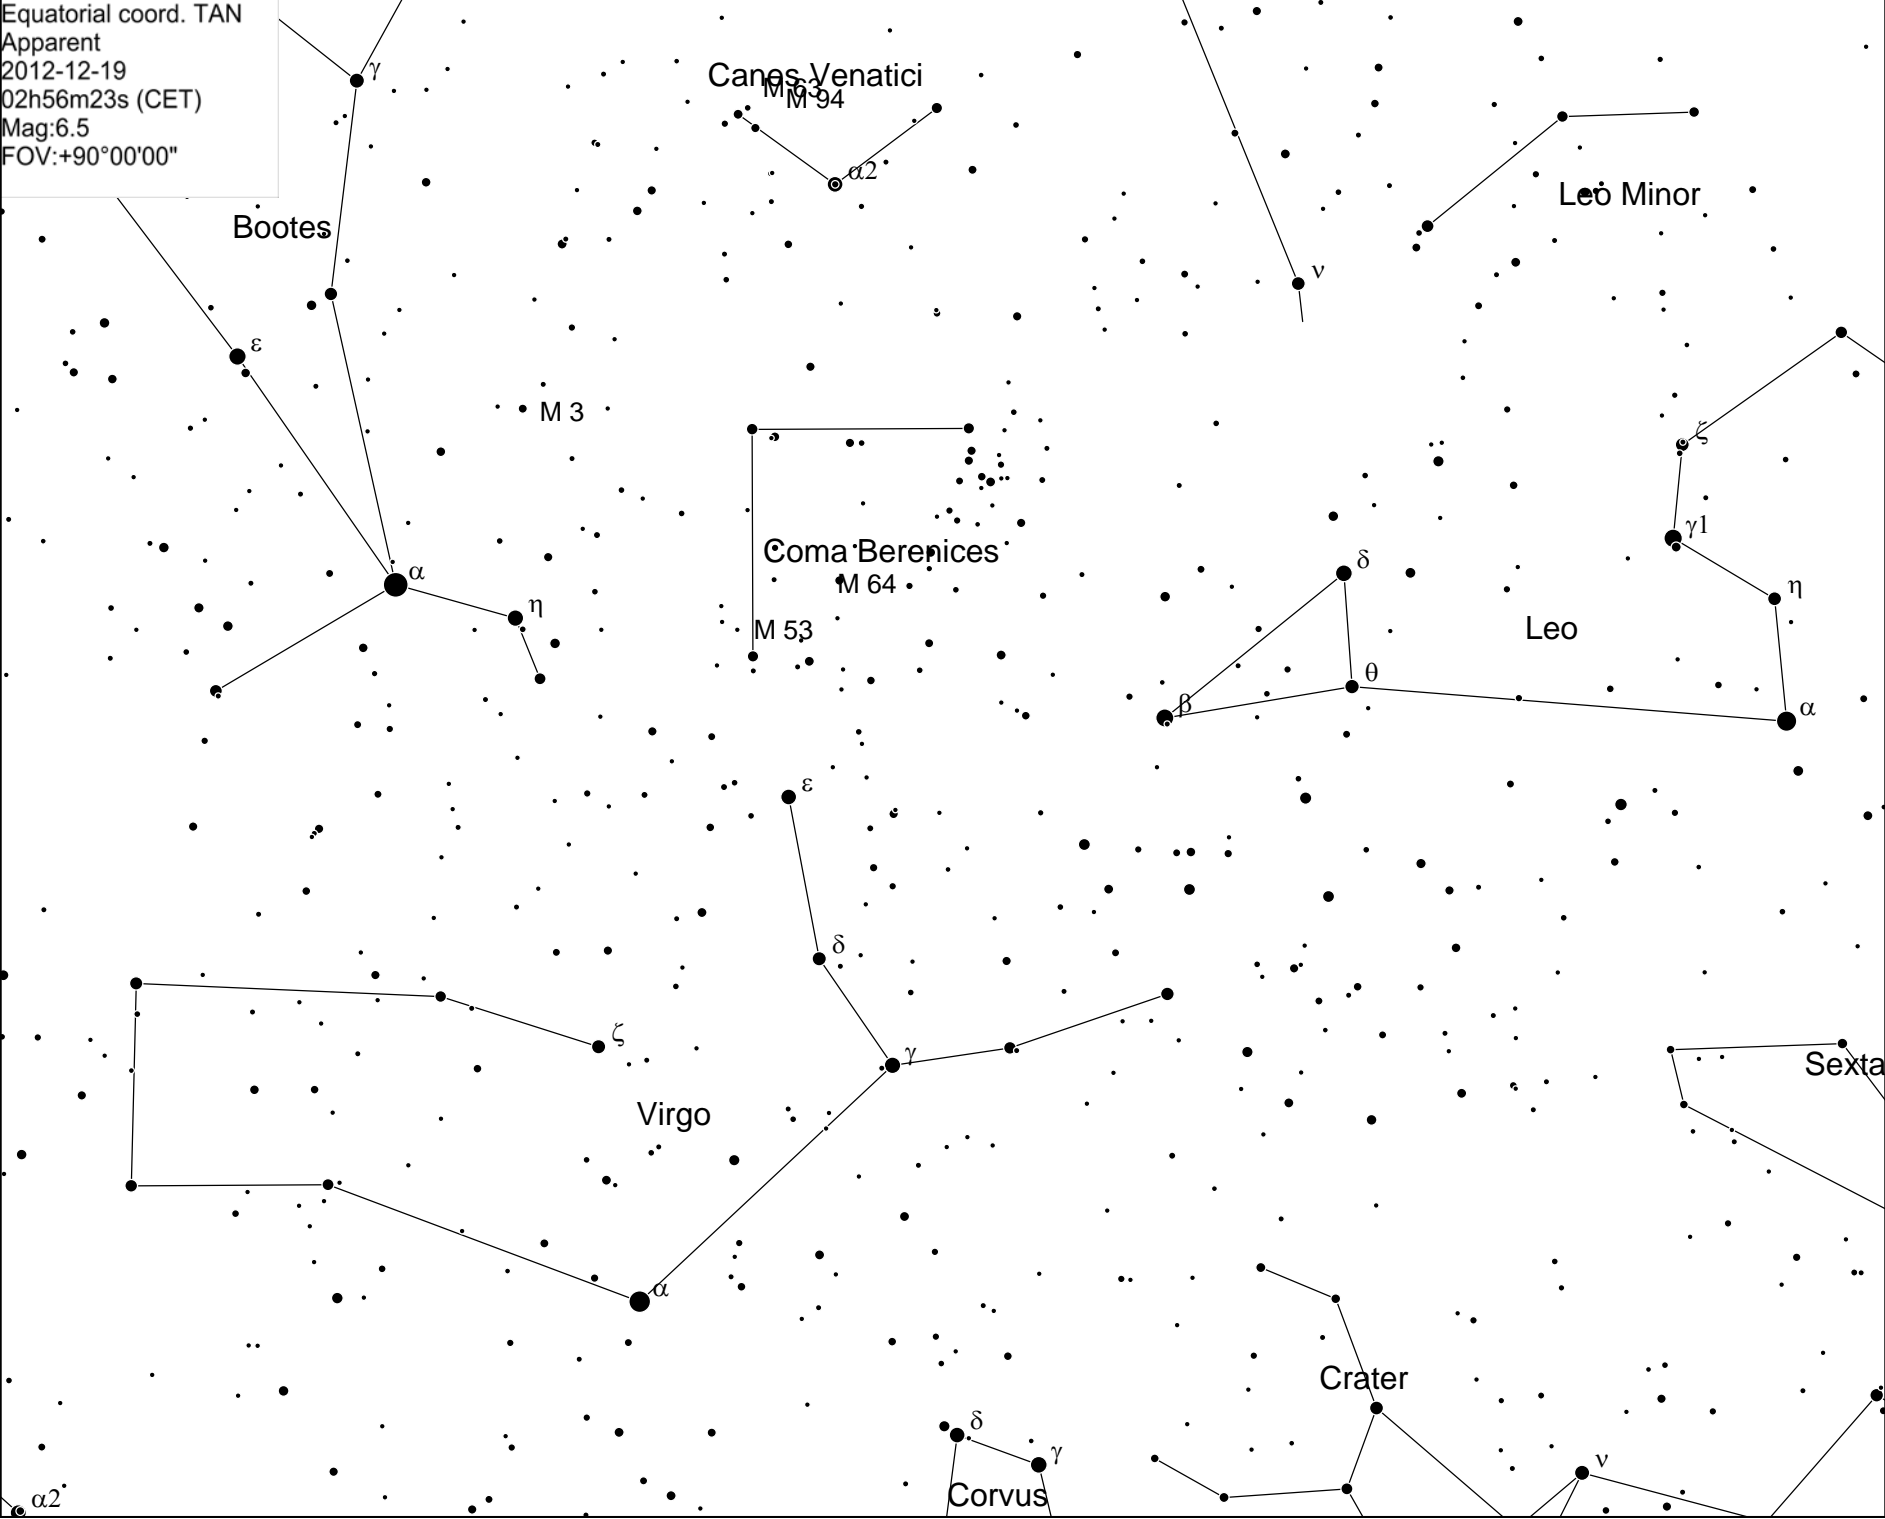 Equatorial coord. TAN
Apparent
2012-12-19
02h56m23s (CET)
Mag:6.5
FOV:+90°00'00"
γ
Canes Venatici
M 63
M 94
α2
Leo Minor
Bootes
ν
ε
M 3
ζ
γ1
Coma Berenices
δ
α
M 64
η
η
M 53
Leo
θ
β
α
ε
δ
ζ
γ
Sexta
Virgo
α
Crater
δ
γ
ν
Corvus
α2